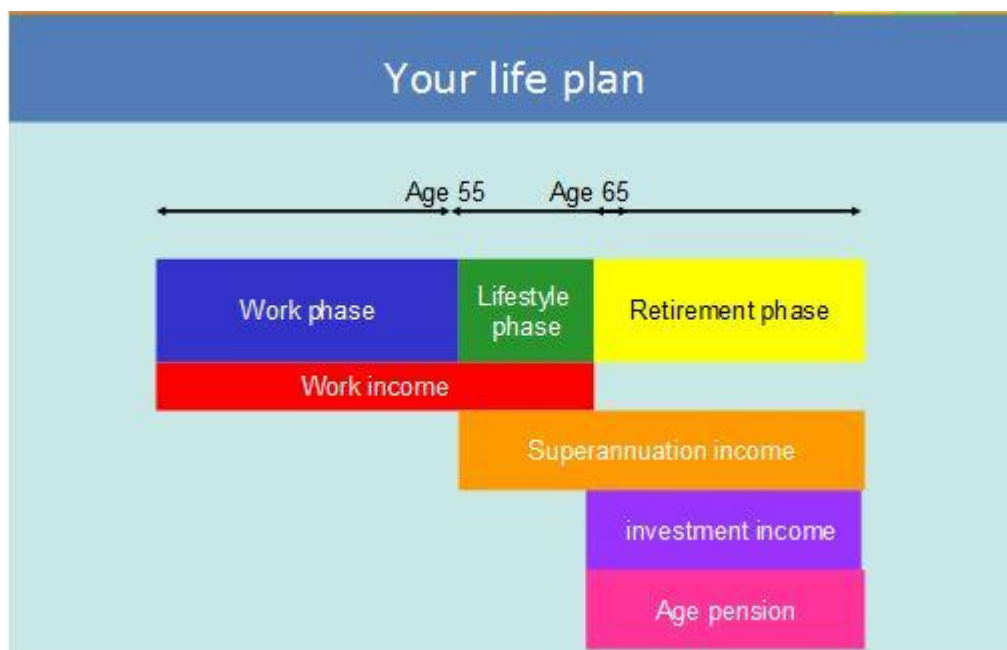 Your life plan
Age 55
Age 65
Work phase
Lifestyle
phase
Retirement phase
Work income
Superannuation income
investment income
Age pension